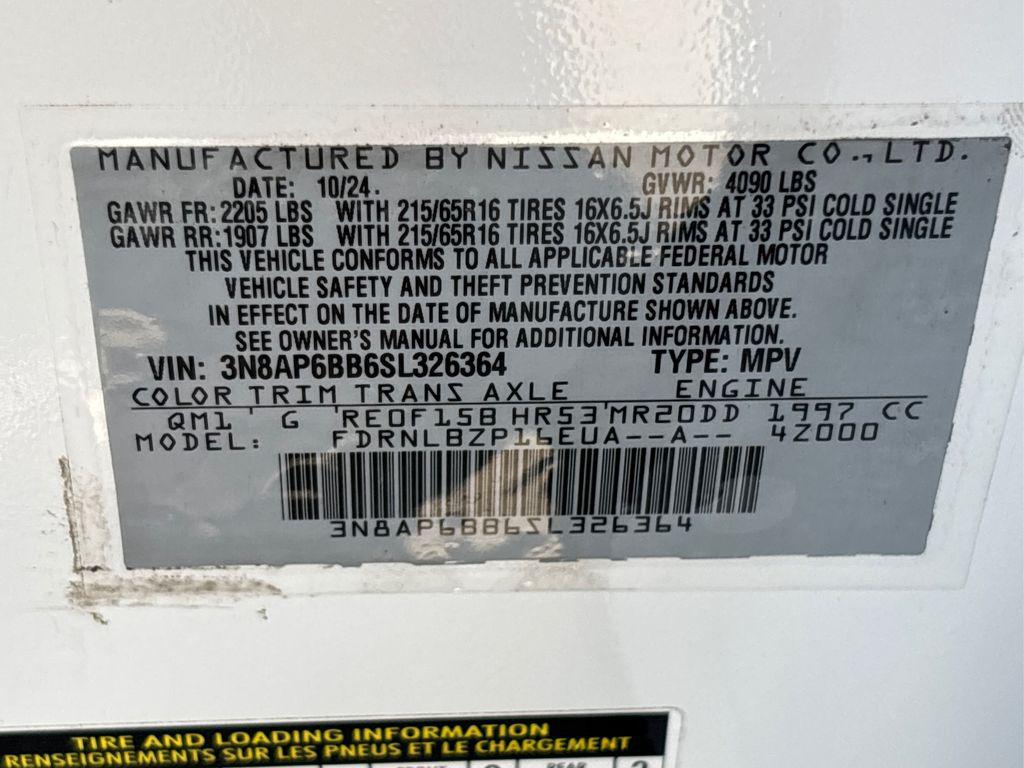 MANUFACTURED BY NISSAN MOTOR CO., LTD.
DATE: 10/24. GVWR: 4090 LBS
GAWR FR: 2205 LBS WITH 215/65R16 TIRES 16X6.5J RIMS AT 33 PSI COLD SINGLE
GAWR RR: 1907 LBS WITH 215/65R16 TIRES 16X6.5J RIMS AT 33 PSI COLD SINGLE
THIS VEHICLE CONFORMS TO ALL APPLICABLE FEDERAL MOTOR
VEHICLE SAFETY AND THEFT PREVENTION STANDARDS
IN EFFECT ON THE DATE OF MANUFACTURE SHOWN ABOVE.
SEE OWNER'S MANUAL FOR ADDITIONAL INFORMATION.
VIN: 3N8AP6BB6SL326364 TYPE: MPV
COLOR TRIM TRANS AXLE ENGINE
QM1 G RE0F15B HR53 MR20DD 1997 CC
MODEL: FDRNLBZP16EUA--A-- 4Z000
3N8AP6BB6SL326364
TIRE AND LOADING INFORMATION
RENSEIGNEMENTS SUR LES PNEUS ET LE CHARGEMENT